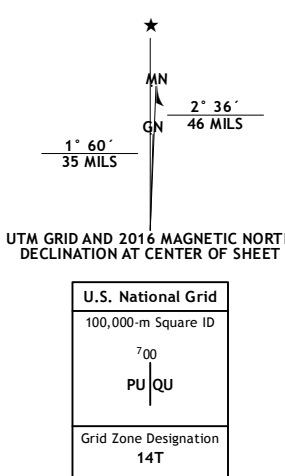 ★
MN
2° 36´
46 MILS
GN
1° 60´
35 MILS
UTM GRID AND 2016 MAGNETIC NORT
DECLINATION AT CENTER OF SHEET
U.S. National Grid
100,000-m Square ID
⁷00
PU QU
Grid Zone Designation
14T